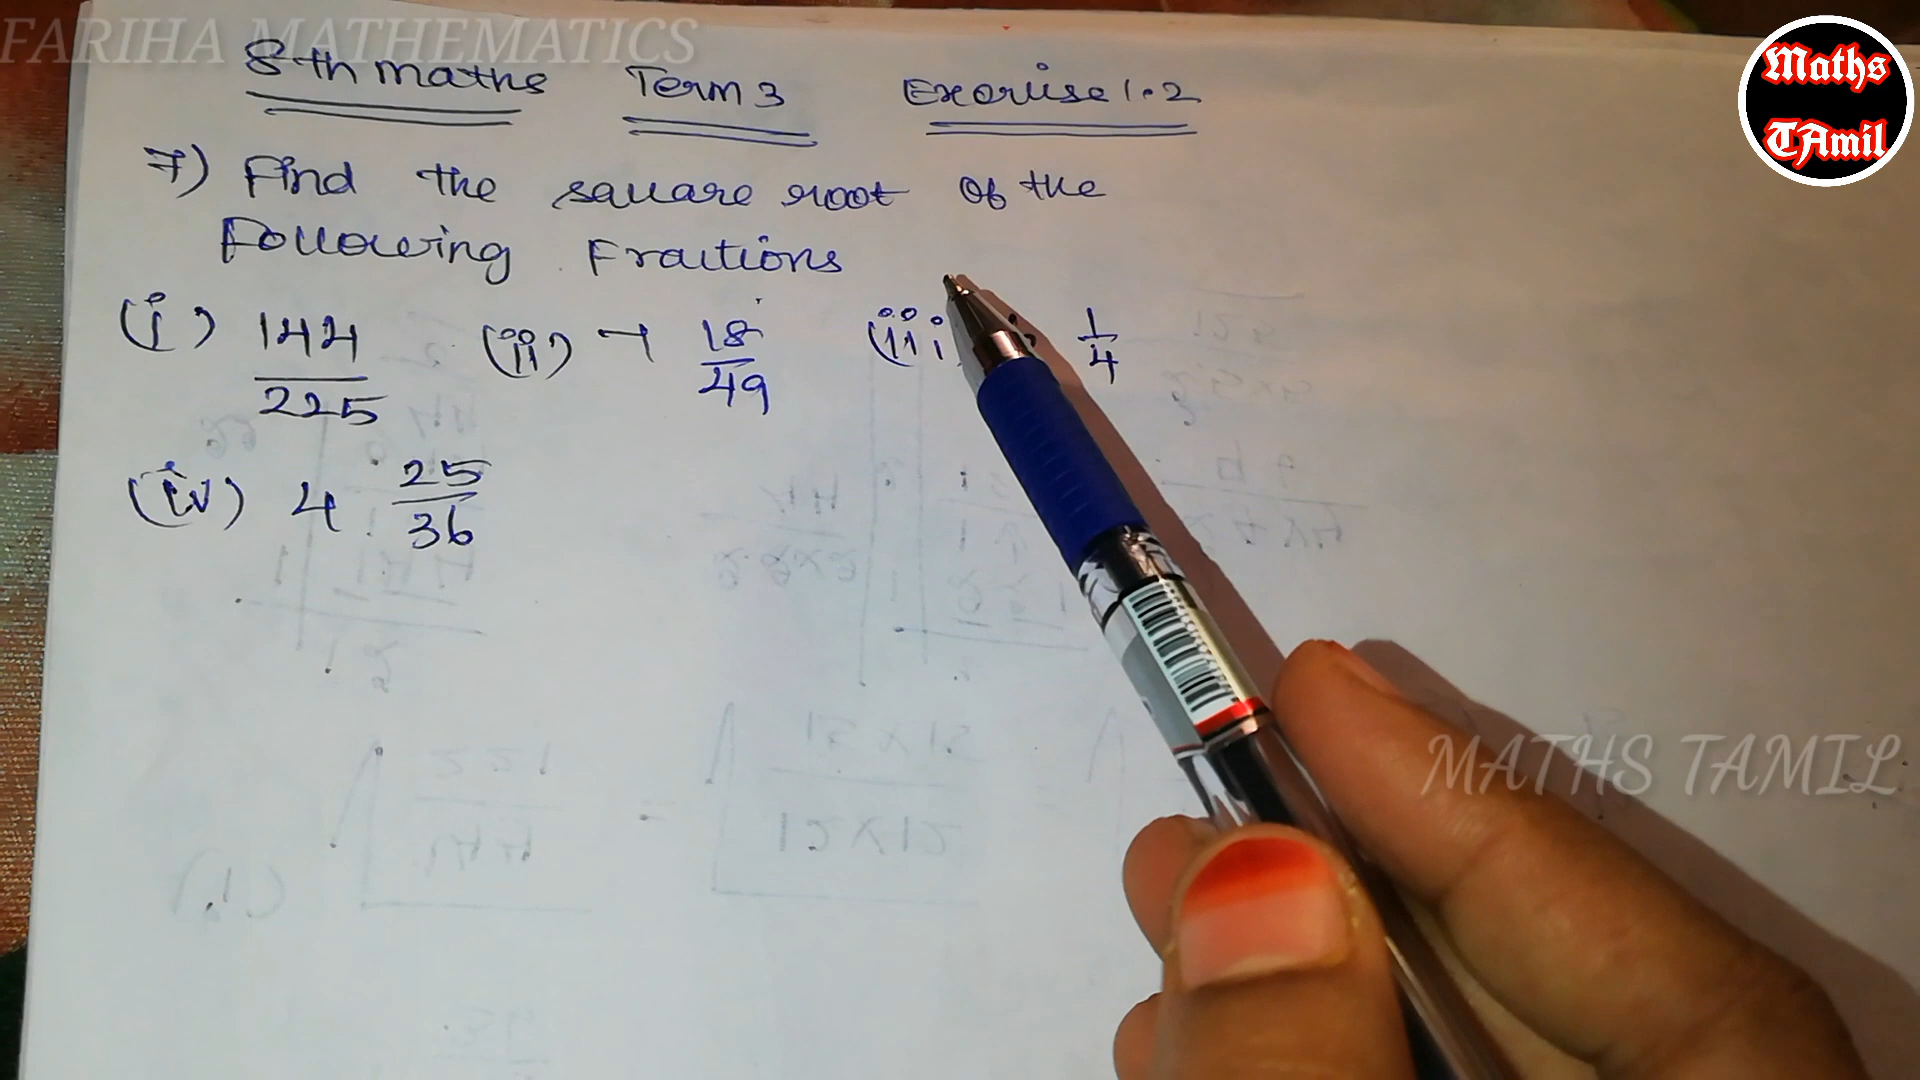 FARIHA MATHEMATICS
Maths
TAmil
8th maths Term 3 Exercise 1.2
7) Find the square root of the
Following Fractions
(i) 144/225 (ii) 7 18/49 (iii 1/4
(iv) 4 25/36
MATHS TAMIL